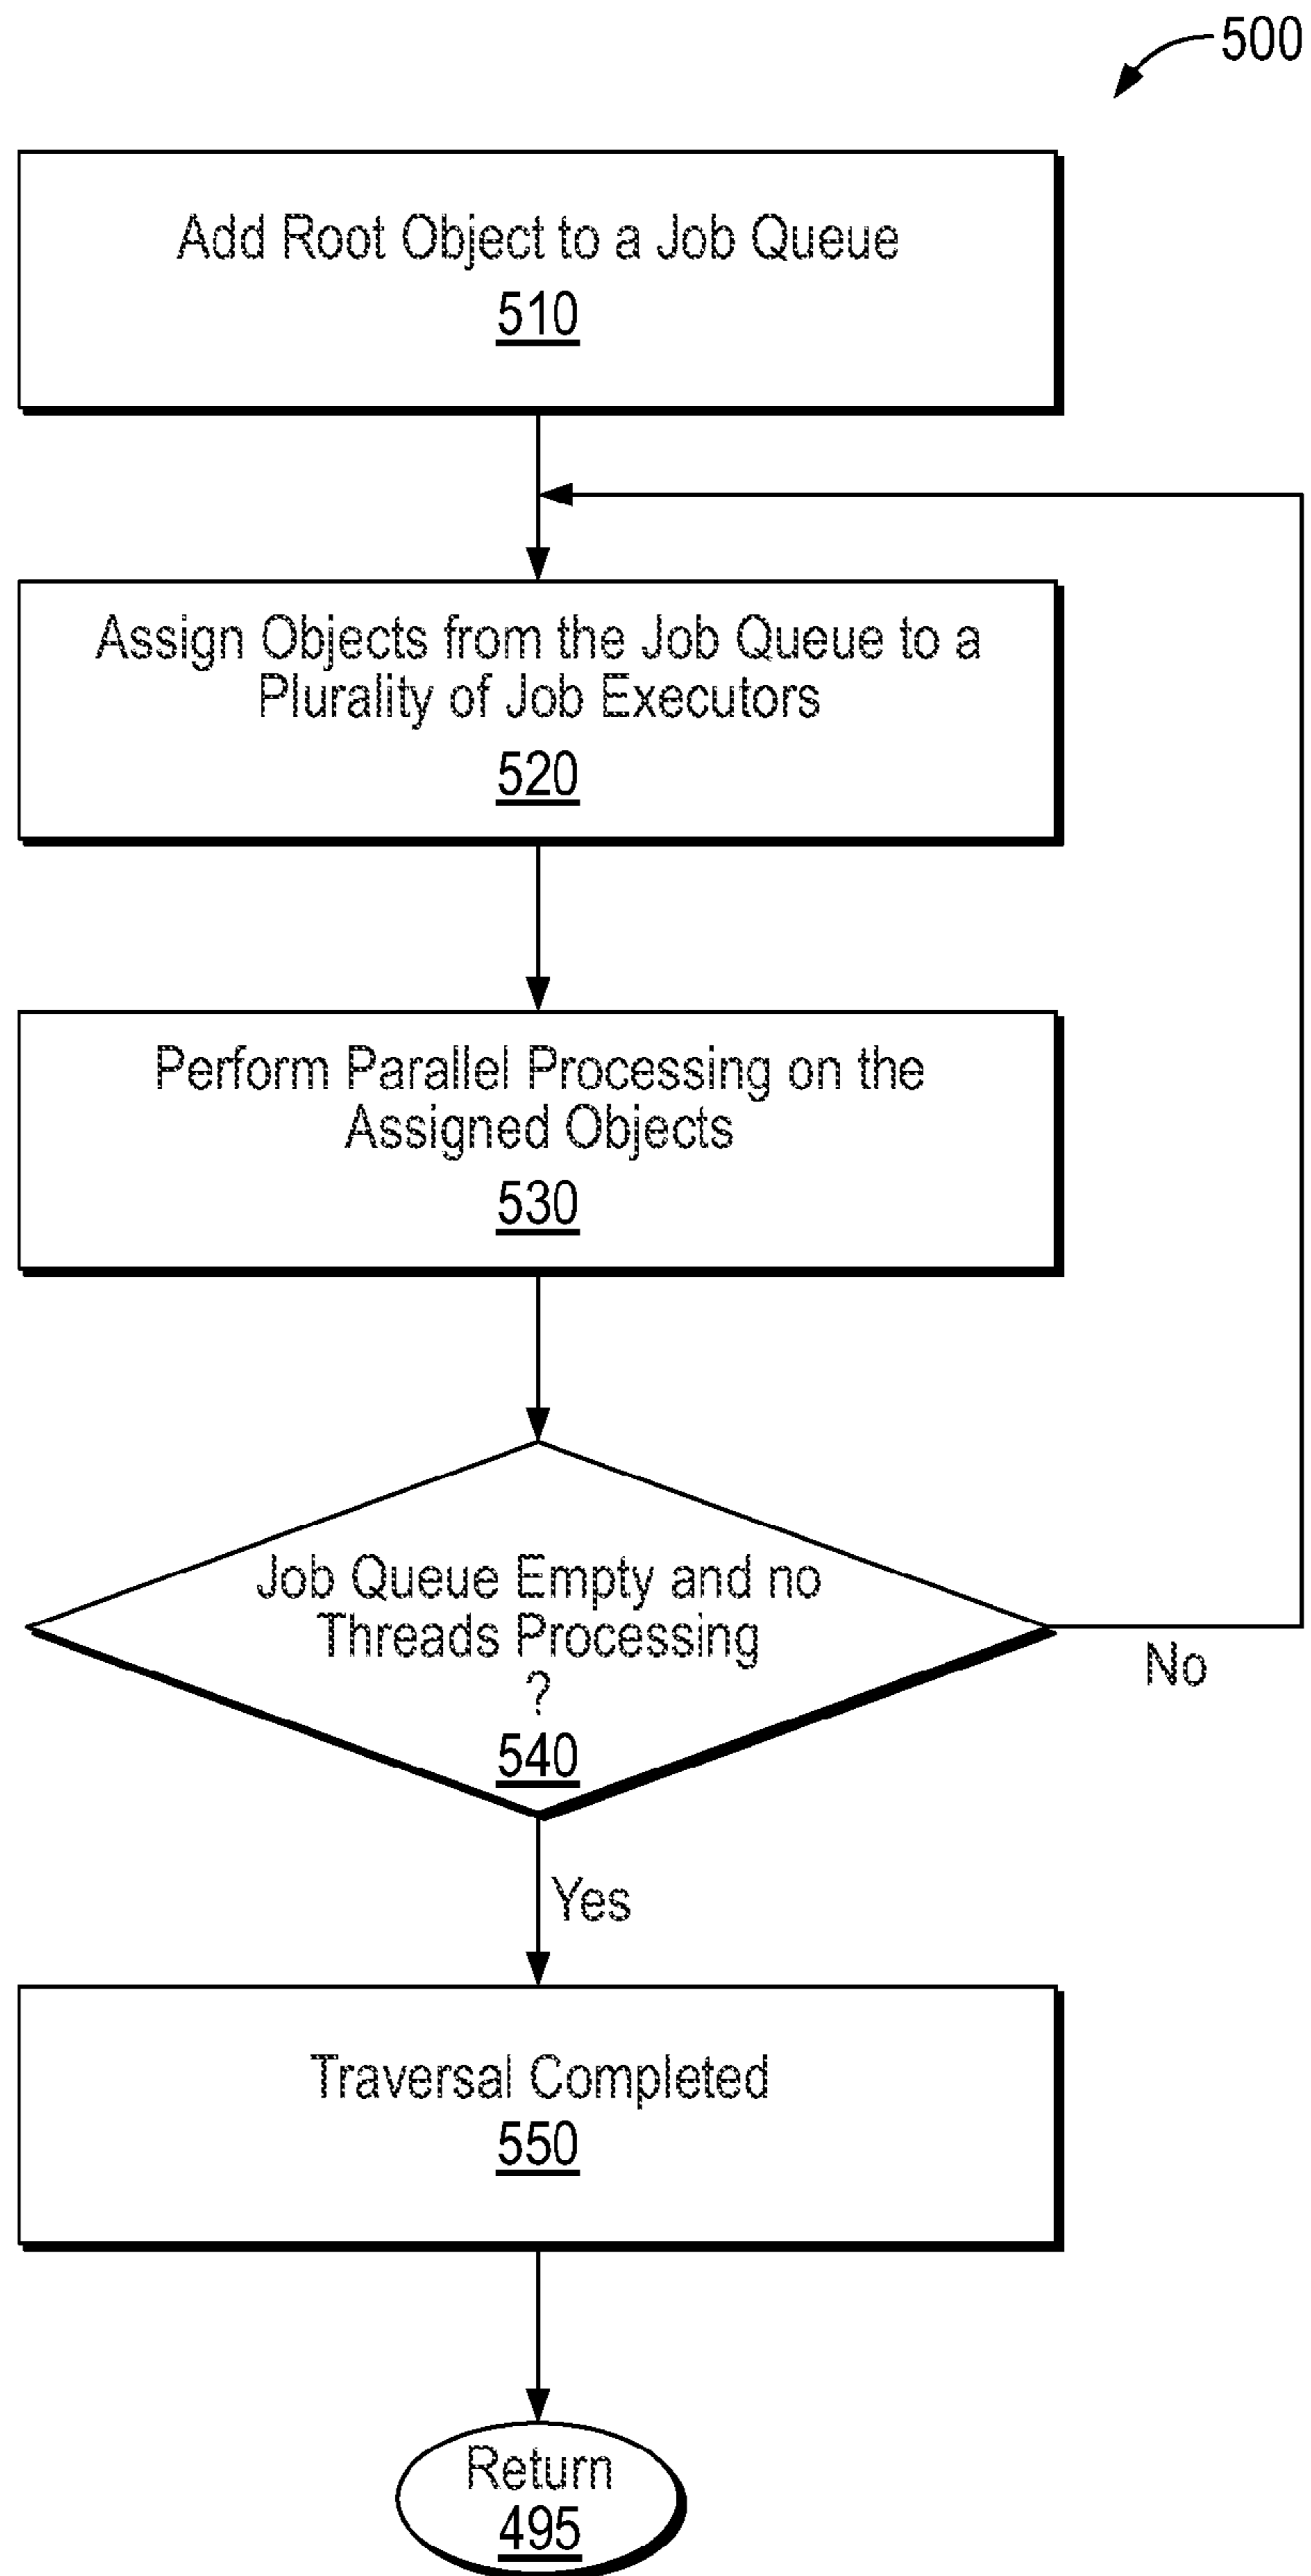 500
Add Root Object to a Job Queue
510
Assign Objects from the Job Queue to a
Plurality of Job Executors
520
Perform Parallel Processing on the
Assigned Objects
530
Job Queue Empty and no
Threads Processing
?
540
No
Yes
Traversal Completed
550
Return
495